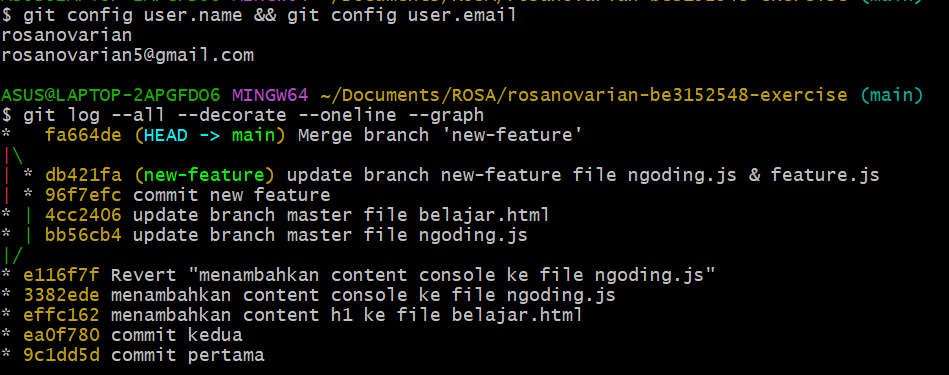 $ git config user.name && git config user.email
rosanovarian
rosanovarian5@gmail.com
ASUS@LAPTOP-2APGFDO6 MINGW64 ~/Documents/ROSA/rosanovarian-be3152548-exercise (main)
$ git log --all --decorate --oneline --graph
*   fa664de (HEAD -> main) Merge branch 'new-feature'
|\
| * db421fa (new-feature) update branch new-feature file ngoding.js & feature.js
| * 96f7efc commit new feature
* | 4cc2406 update branch master file belajar.html
* | bb56cb4 update branch master file ngoding.js
|/
* e116f7f Revert "menambahkan content console ke file ngoding.js"
* 3382ede menambahkan content console ke file ngoding.js
* effc162 menambahkan content h1 ke file belajar.html
* ea0f780 commit kedua
* 9c1dd5d commit pertama